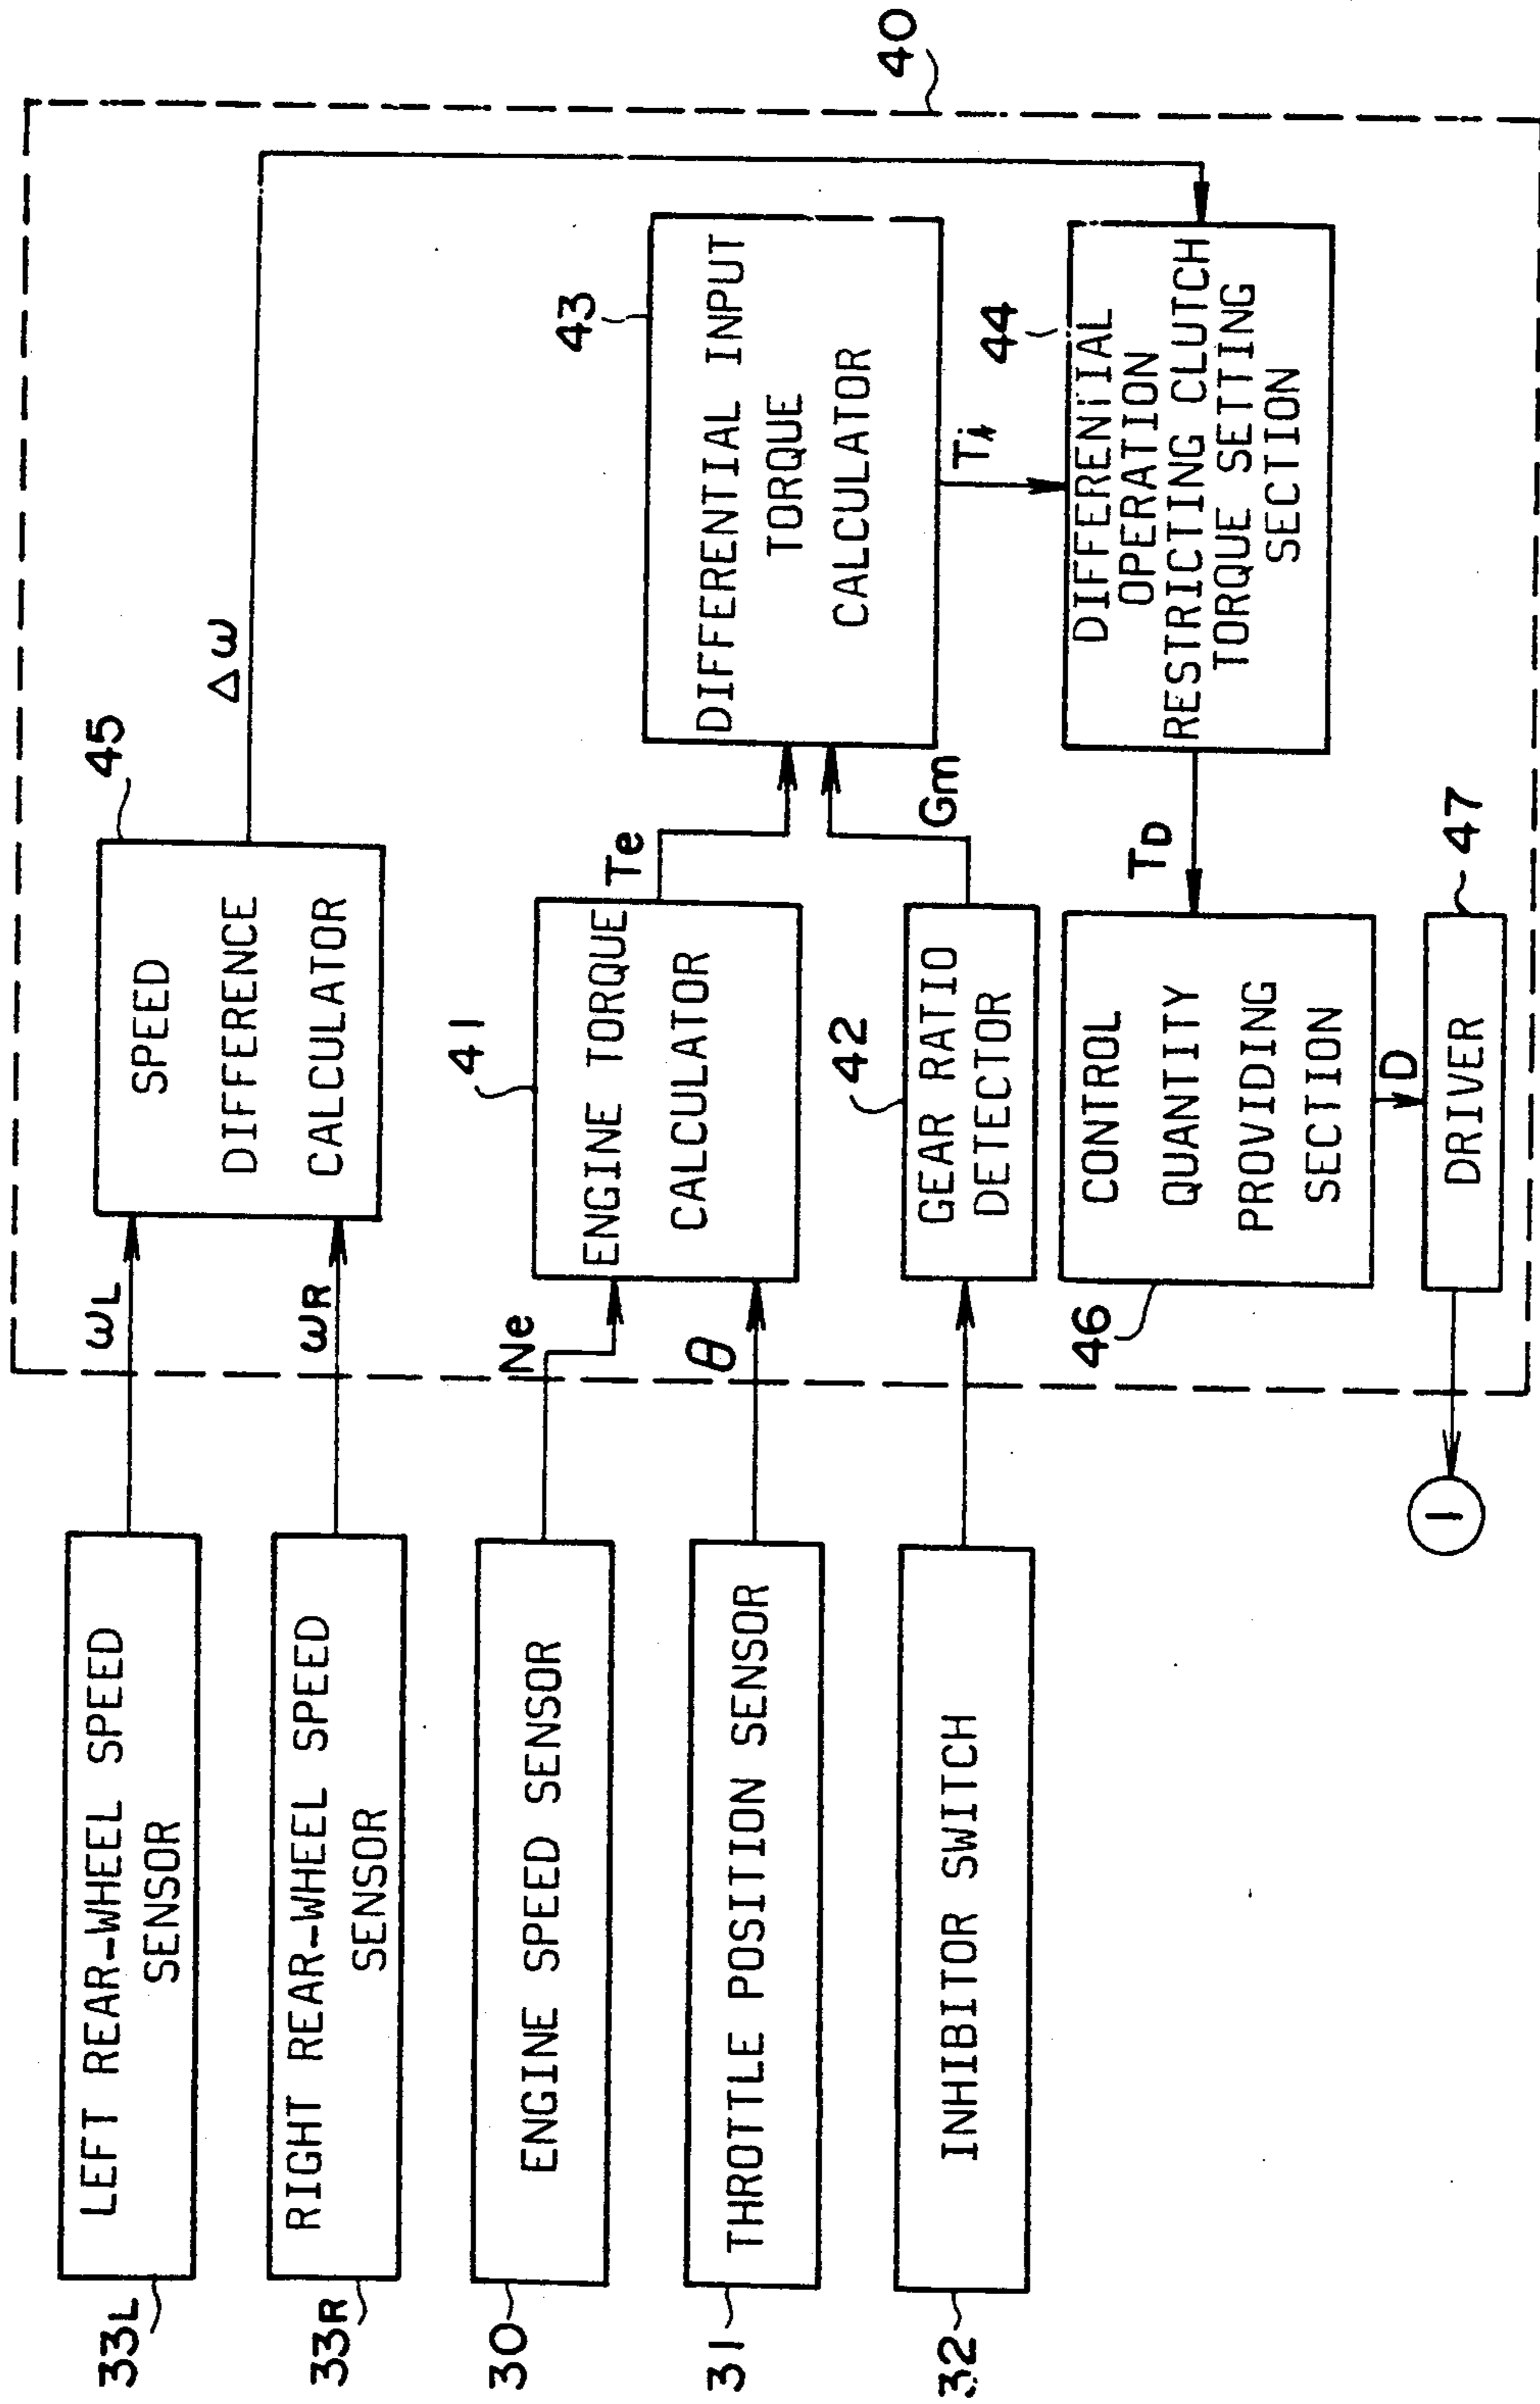 40
45
SPEED
DIFFERENCE
CALCULATOR
Δω
ωL
ωR
33L
LEFT REAR-WHEEL SPEED
SENSOR
33R
RIGHT REAR-WHEEL SPEED
SENSOR
30
ENGINE SPEED SENSOR
Ne
41
ENGINE TORQUE
CALCULATOR
Te
31
THROTTLE POSITION SENSOR
θ
43
DIFFERENTIAL INPUT
TORQUE
CALCULATOR
32
INHIBITOR SWITCH
42
GEAR RATIO
DETECTOR
Gm
Ti
44
DIFFERENTIAL
OPERATION
RESTRICTING CLUTCH
TORQUE SETTING
SECTION
TD
46
CONTROL
QUANTITY
PROVIDING
SECTION
D
47
DRIVER
1